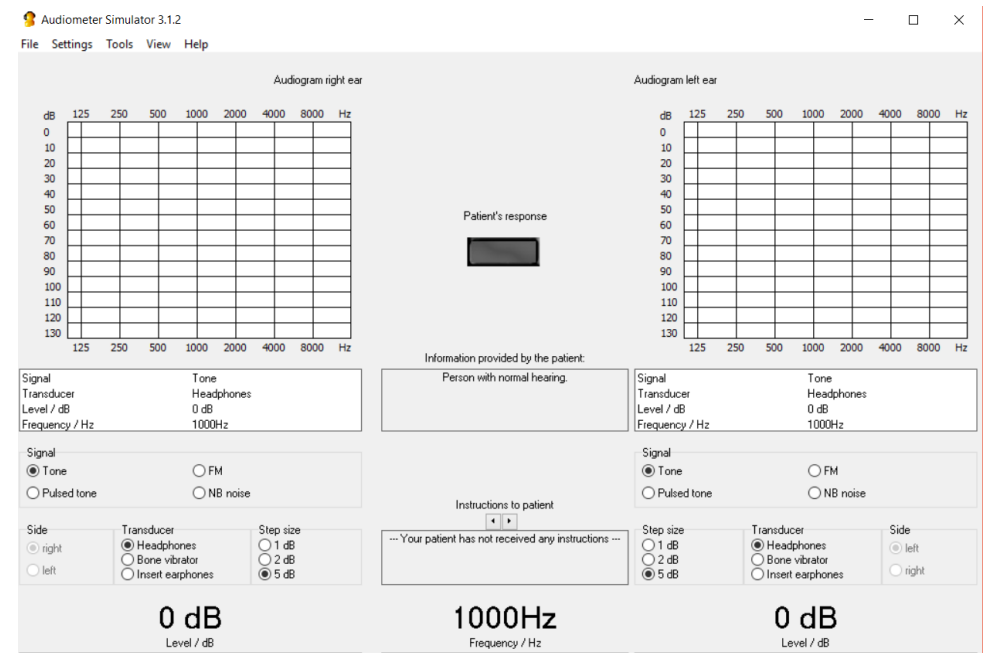 Audiometer Simulator 3.1.2
File Settings Tools View Help
Audiogram right ear
dB 125 250 500 1000 2000 4000 8000 Hz
0
10
20
30
40
50
60
70
80
90
100
110
120
130
125 250 500 1000 2000 4000 8000 Hz
Signal Tone
Transducer Headphones
Level / dB 0 dB
Frequency / Hz 1000Hz
Signal
Tone FM
Pulsed tone NB noise
Side
right
left
Transducer
Headphones
Bone vibrator
Insert earphones
Step size
1 dB
2 dB
5 dB
0 dB
Level / dB
Patient's response
Information provided by the patient:
Person with normal hearing.
Instructions to patient
--- Your patient has not received any instructions ---
1000Hz
Frequency / Hz
Audiogram left ear
dB 125 250 500 1000 2000 4000 8000 Hz
0
10
20
30
40
50
60
70
80
90
100
110
120
130
125 250 500 1000 2000 4000 8000 Hz
Signal Tone
Transducer Headphones
Level / dB 0 dB
Frequency / Hz 1000Hz
Signal
Tone FM
Pulsed tone NB noise
Step size
1 dB
2 dB
5 dB
Transducer
Headphones
Bone vibrator
Insert earphones
Side
left
right
0 dB
Level / dB